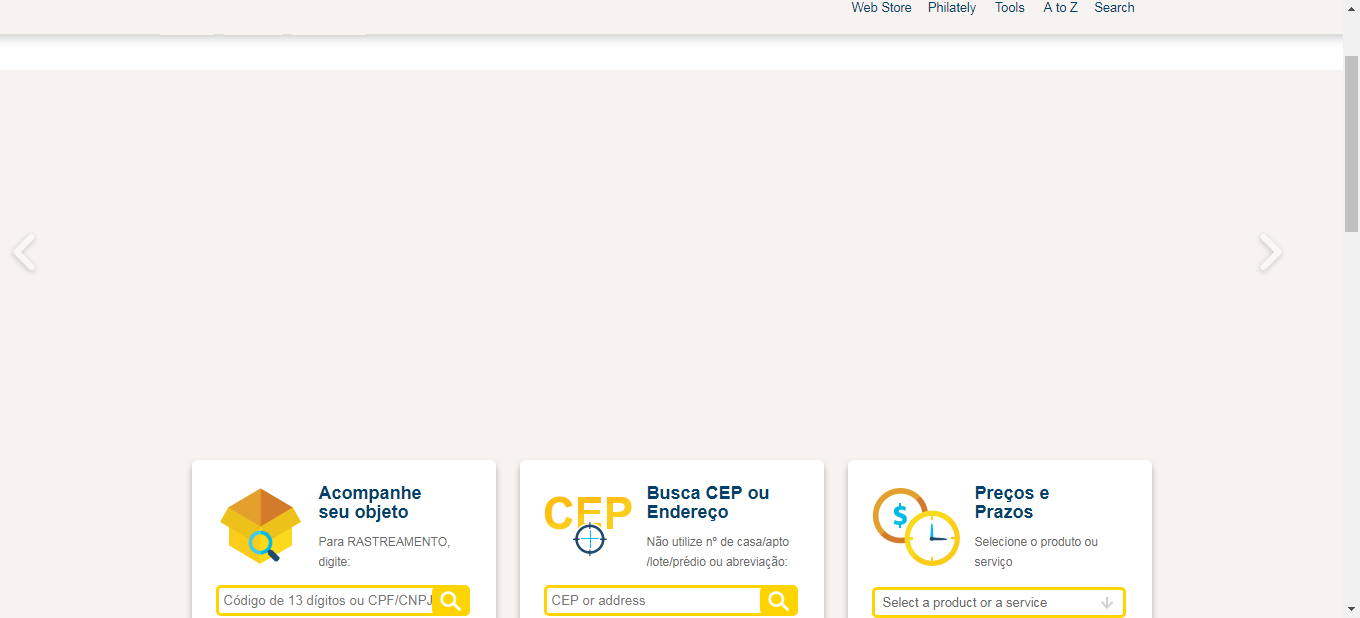 Web Store Philately Tools A to Z Search
Acompanhe
seu objeto
Para RASTREAMENTO,
digite:
Código de 13 dígitos ou CPF/CNPJ
CEP
Busca CEP ou
Endereço
Não utilize nº de casa/apto
/lote/prédio ou abreviação:
CEP or address
$
Preços e
Prazos
Selecione o produto ou
serviço
Select a product or a service